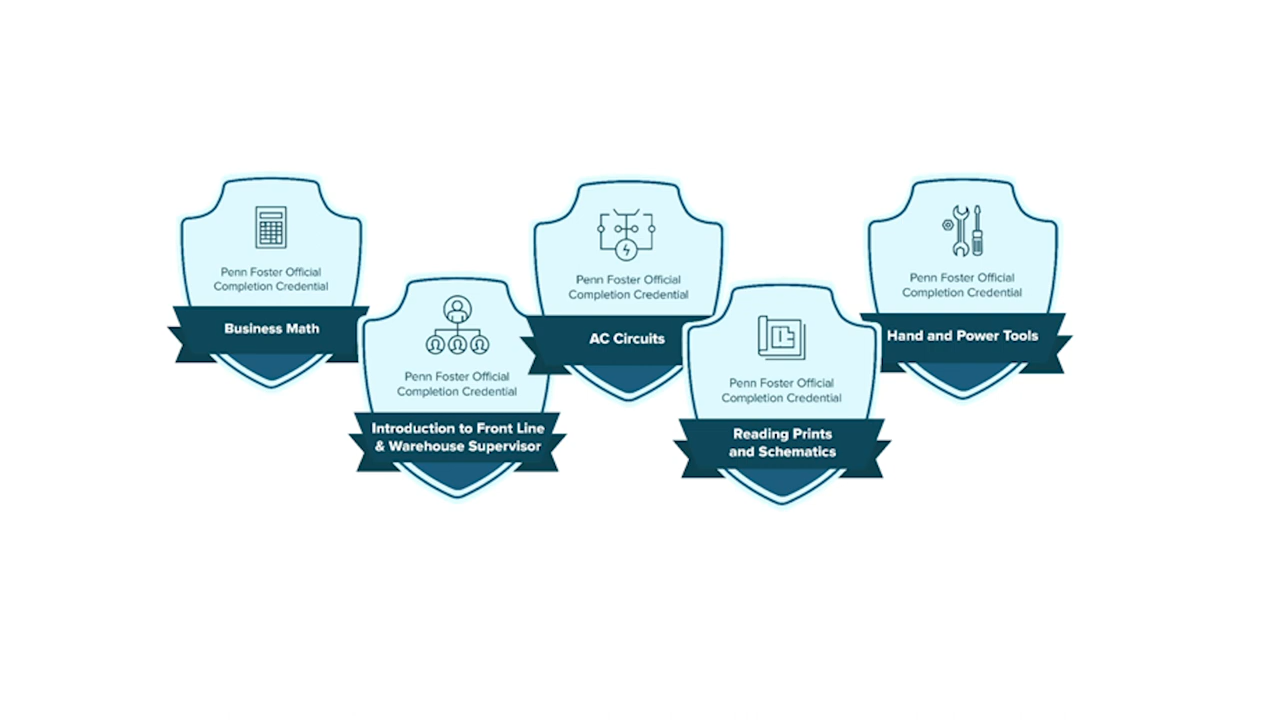 Penn Foster Official
Completion Credential
Business Math
Penn Foster Official
Completion Credential
Introduction to Front Line
& Warehouse Supervisor
Penn Foster Official
Completion Credential
AC Circuits
Penn Foster Official
Completion Credential
Reading Prints
and Schematics
Penn Foster Official
Completion Credential
Hand and Power Tools